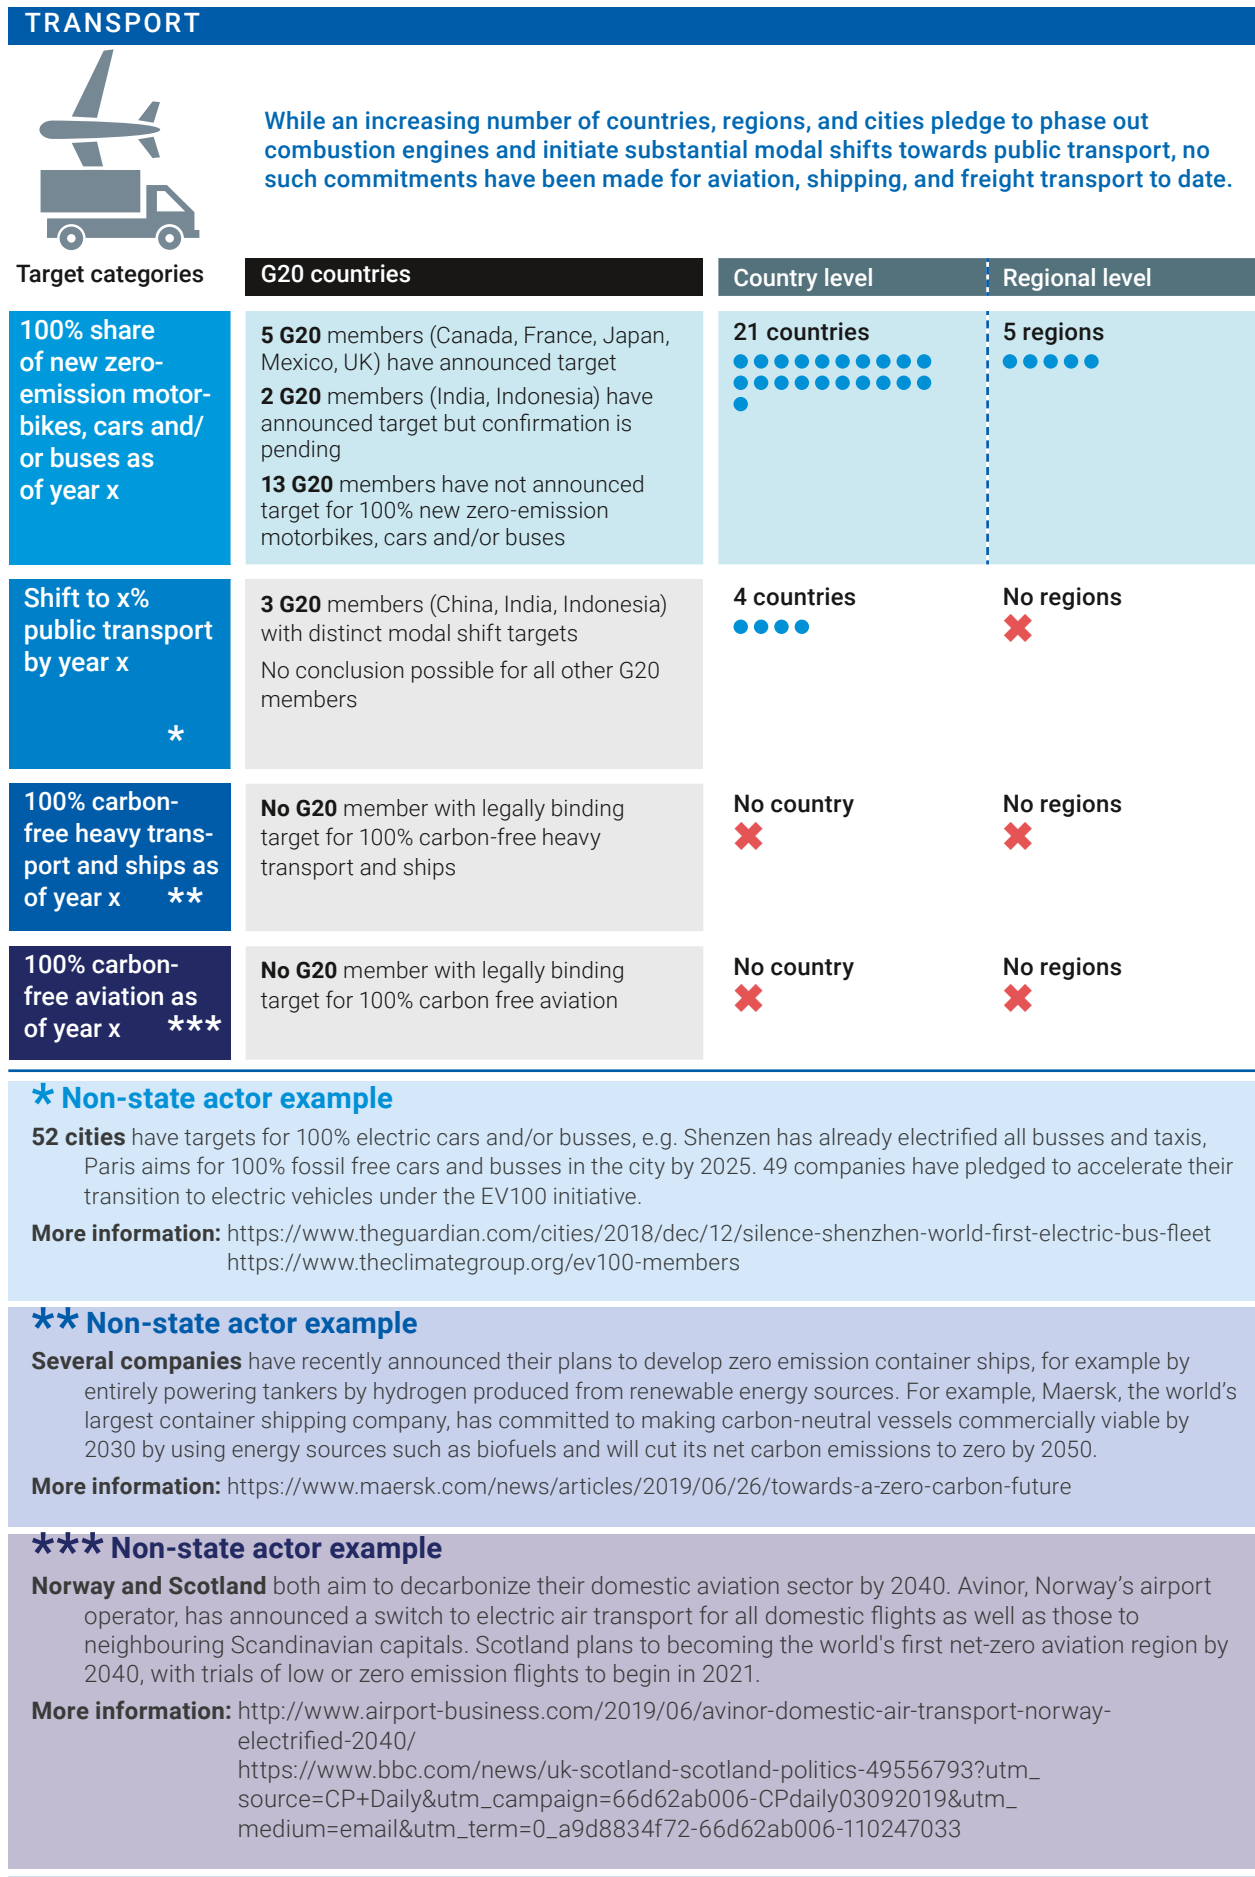 TRANSPORT
While an increasing number of countries, regions, and cities pledge to phase out
combustion engines and initiate substantial modal shifts towards public transport, no
such commitments have been made for aviation, shipping, and freight transport to date.
Target categories
G20 countries
Country level
Regional level
100% share
of new zero-
emission motor-
bikes, cars and/
or buses as
of year x
5 G20 members (Canada, France, Japan,
Mexico, UK) have announced target
2 G20 members (India, Indonesia) have
announced target but confirmation is
pending
13 G20 members have not announced
target for 100% new zero-emission
motorbikes, cars and/or buses
21 countries
5 regions
Shift to x%
public transport
by year x
*
3 G20 members (China, India, Indonesia)
with distinct modal shift targets
No conclusion possible for all other G20
members
4 countries
No regions
100% carbon-
free heavy trans-
port and ships as
of year x **
No G20 member with legally binding
target for 100% carbon-free heavy
transport and ships
No country
No regions
100% carbon-
free aviation as
of year x ***
No G20 member with legally binding
target for 100% carbon free aviation
No country
No regions
* Non-state actor example
52 cities have targets for 100% electric cars and/or busses, e.g. Shenzen has already electrified all busses and taxis,
Paris aims for 100% fossil free cars and busses in the city by 2025. 49 companies have pledged to accelerate their
transition to electric vehicles under the EV100 initiative.
More information: https://www.theguardian.com/cities/2018/dec/12/silence-shenzhen-world-first-electric-bus-fleet
https://www.theclimategroup.org/ev100-members
** Non-state actor example
Several companies have recently announced their plans to develop zero emission container ships, for example by
entirely powering tankers by hydrogen produced from renewable energy sources. For example, Maersk, the world's
largest container shipping company, has committed to making carbon-neutral vessels commercially viable by
2030 by using energy sources such as biofuels and will cut its net carbon emissions to zero by 2050.
More information: https://www.maersk.com/news/articles/2019/06/26/towards-a-zero-carbon-future
*** Non-state actor example
Norway and Scotland both aim to decarbonize their domestic aviation sector by 2040. Avinor, Norway's airport
operator, has announced a switch to electric air transport for all domestic flights as well as those to
neighbouring Scandinavian capitals. Scotland plans to becoming the world's first net-zero aviation region by
2040, with trials of low or zero emission flights to begin in 2021.
More information: http://www.airport-business.com/2019/06/avinor-domestic-air-transport-norway-
electrified-2040/
https://www.bbc.com/news/uk-scotland-scotland-politics-49556793?utm_
source=CP+Daily&utm_campaign=66d62ab006-CPdaily03092019&utm_
medium=email&utm_term=0_a9d8834f72-66d62ab006-110247033